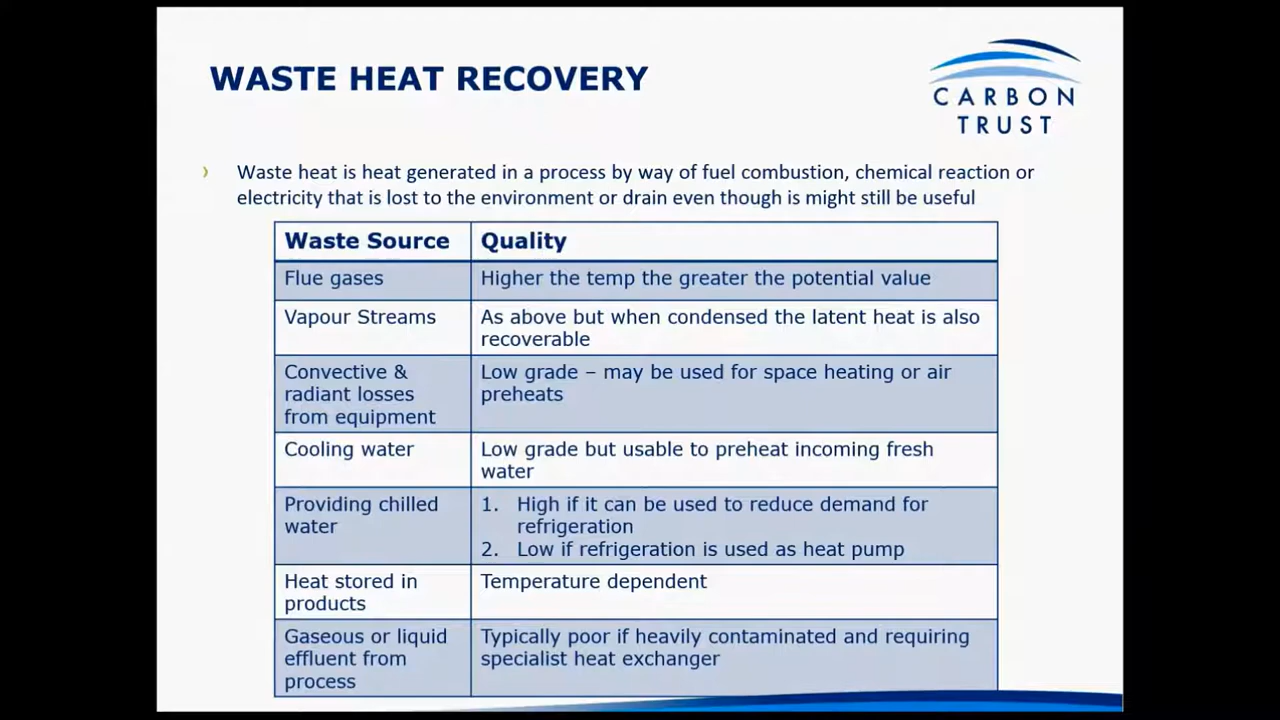 WASTE HEAT RECOVERY
CARBON
TRUST
› Waste heat is heat generated in a process by way of fuel combustion, chemical reaction or
electricity that is lost to the environment or drain even though is might still be useful
Waste Source Quality
Flue gases Higher the temp the greater the potential value
Vapour Streams As above but when condensed the latent heat is also
recoverable
Convective & Low grade – may be used for space heating or air
radiant losses preheats
from equipment
Cooling water Low grade but usable to preheat incoming fresh
water
Providing chilled 1. High if it can be used to reduce demand for
water refrigeration
2. Low if refrigeration is used as heat pump
Heat stored in Temperature dependent
products
Gaseous or liquid Typically poor if heavily contaminated and requiring
effluent from specialist heat exchanger
process